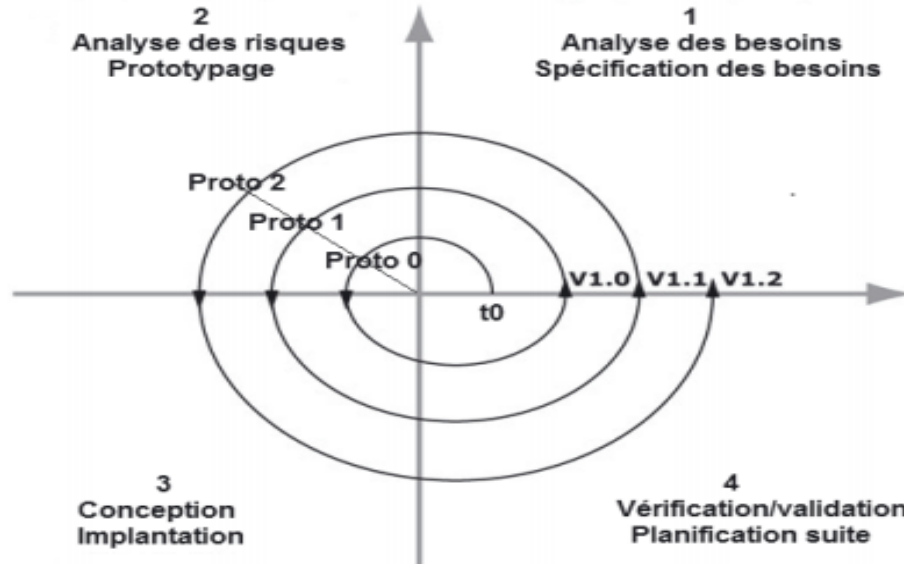 2
Analyse des risques
Prototypage
1
Analyse des besoins
Spécification des besoins
Proto 2
Proto 1
Proto 0
t0
V1.0
V1.1
V1.2
3
Conception
Implantation
4
Vérification/validation
Planification suite